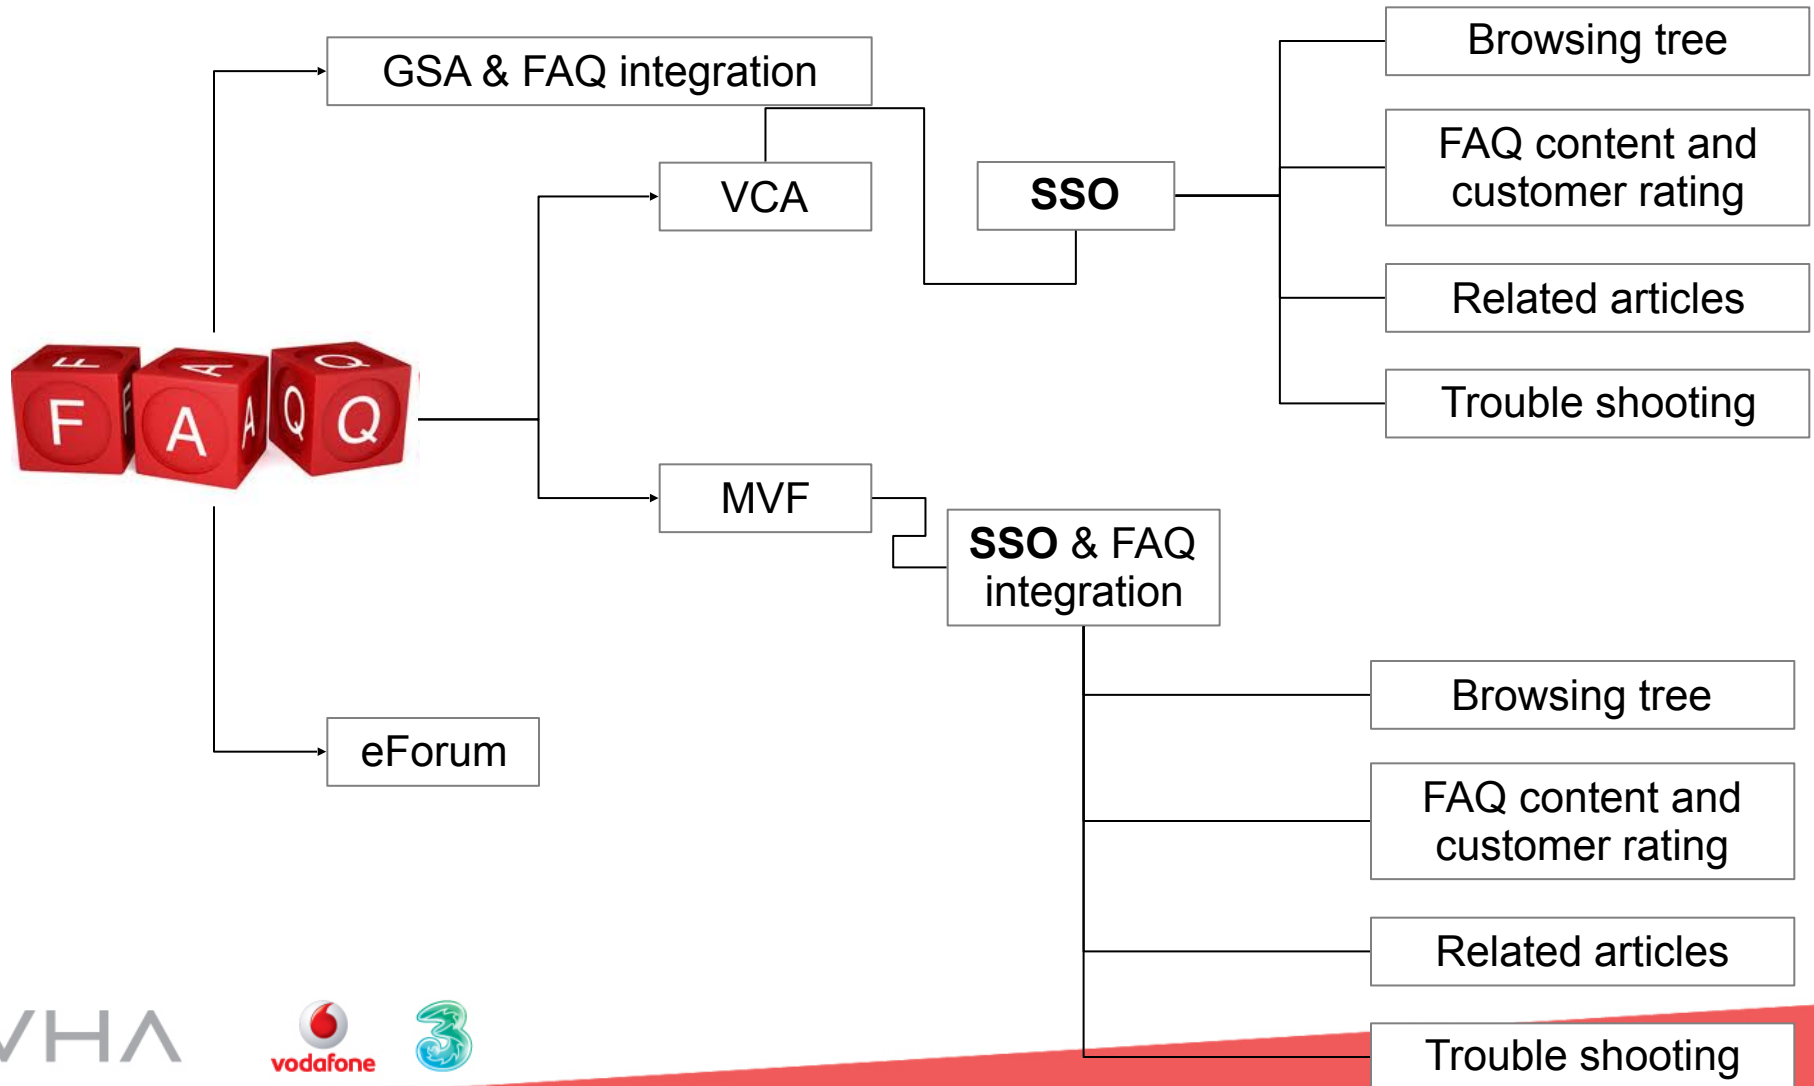 GSA & FAQ integration
VCA
SSO
Browsing tree
FAQ content and
customer rating
Related articles
Trouble shooting
F A Q Q
F F A A Q Q
MVF
SSO & FAQ
integration
eForum
Browsing tree
FAQ content and
customer rating
Related articles
Trouble shooting
VHA
vodafone
3